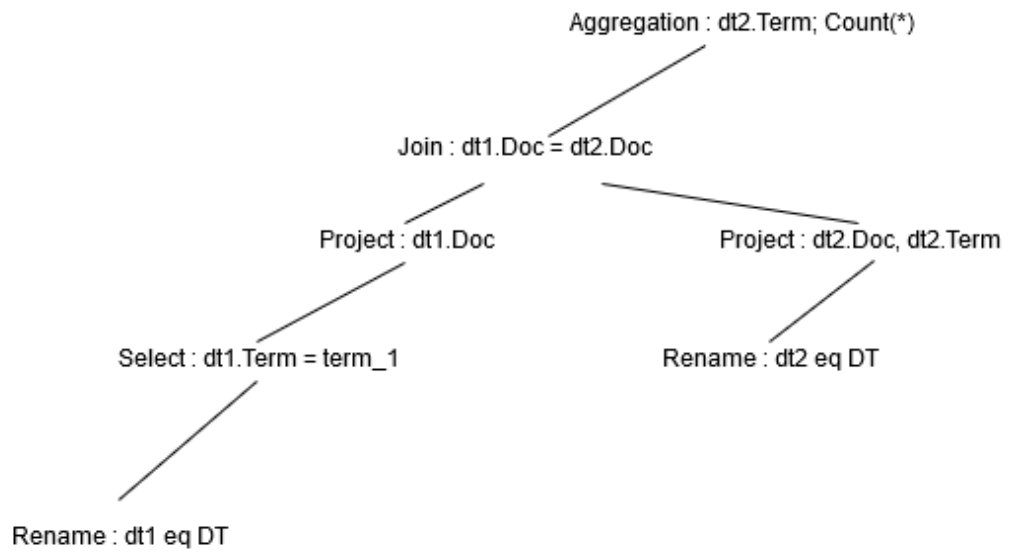 Aggregation : dt2.Term; Count(*)
Join : dt1.Doc = dt2.Doc
Project : dt1.Doc
Project : dt2.Doc, dt2.Term
Select : dt1.Term = term_1
Rename : dt2 eq DT
Rename : dt1 eq DT